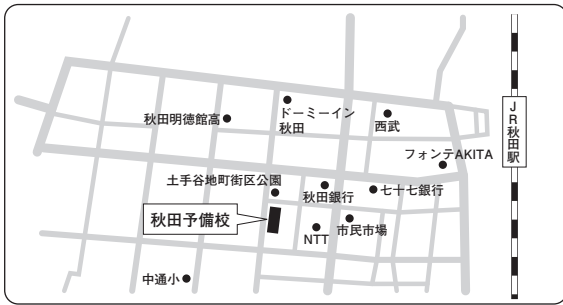 ドーミーイン
秋田
秋田明徳館高
西武
JR秋田駅
フォンテAKITA
土手谷地町街区公園
秋田銀行
七十七銀行
秋田予備校
NTT
市民市場
中通小